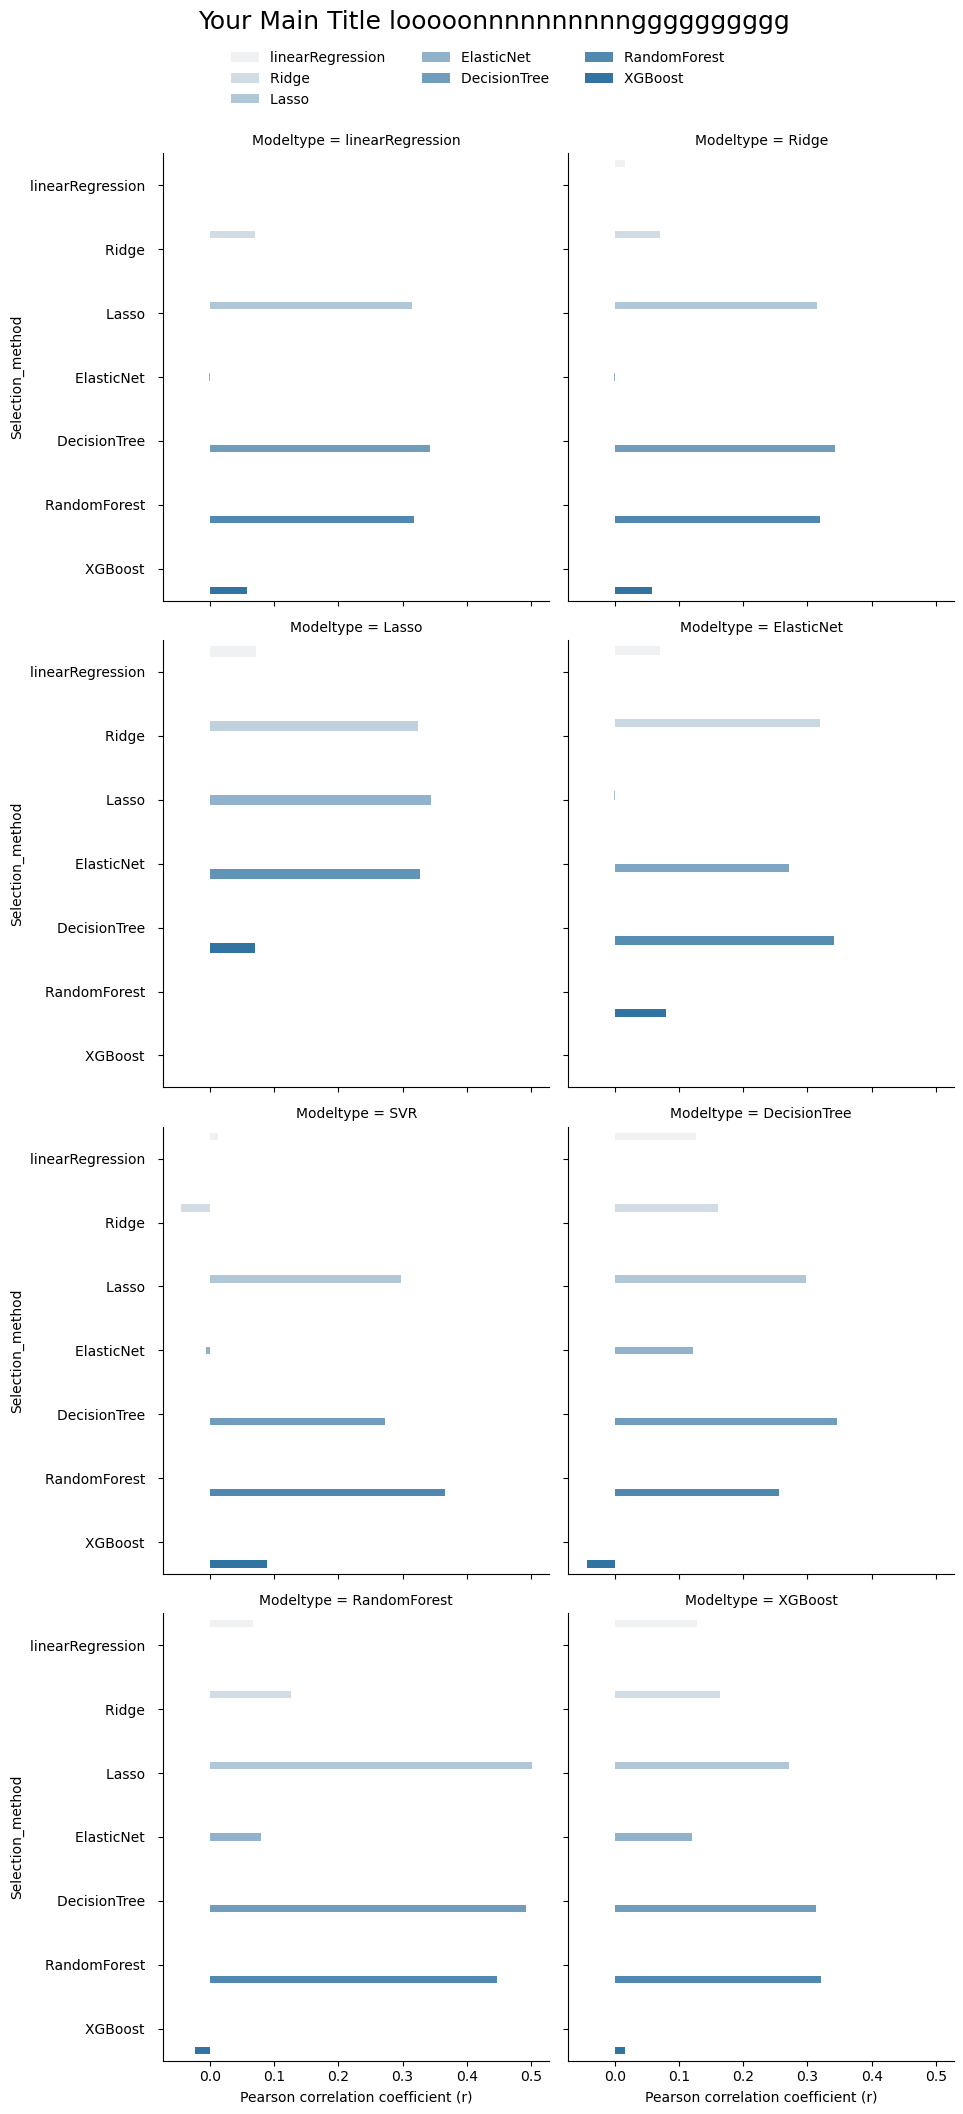 Your Main Title looooonnnnnnnnnngggggggggg
linearRegression ElasticNet RandomForest
Ridge DecisionTree XGBoost
Lasso
Modeltype = linearRegression
Modeltype = Ridge
Selection_method
linearRegression
Ridge
Lasso
ElasticNet
DecisionTree
RandomForest
XGBoost
Modeltype = Lasso
Modeltype = ElasticNet
Selection_method
linearRegression
Ridge
Lasso
ElasticNet
DecisionTree
RandomForest
XGBoost
Modeltype = SVR
Modeltype = DecisionTree
Selection_method
linearRegression
Ridge
Lasso
ElasticNet
DecisionTree
RandomForest
XGBoost
Modeltype = RandomForest
Modeltype = XGBoost
Selection_method
linearRegression
Ridge
Lasso
ElasticNet
DecisionTree
RandomForest
XGBoost
0.0 0.1 0.2 0.3 0.4 0.5
Pearson correlation coefficient (r)
0.0 0.1 0.2 0.3 0.4 0.5
Pearson correlation coefficient (r)